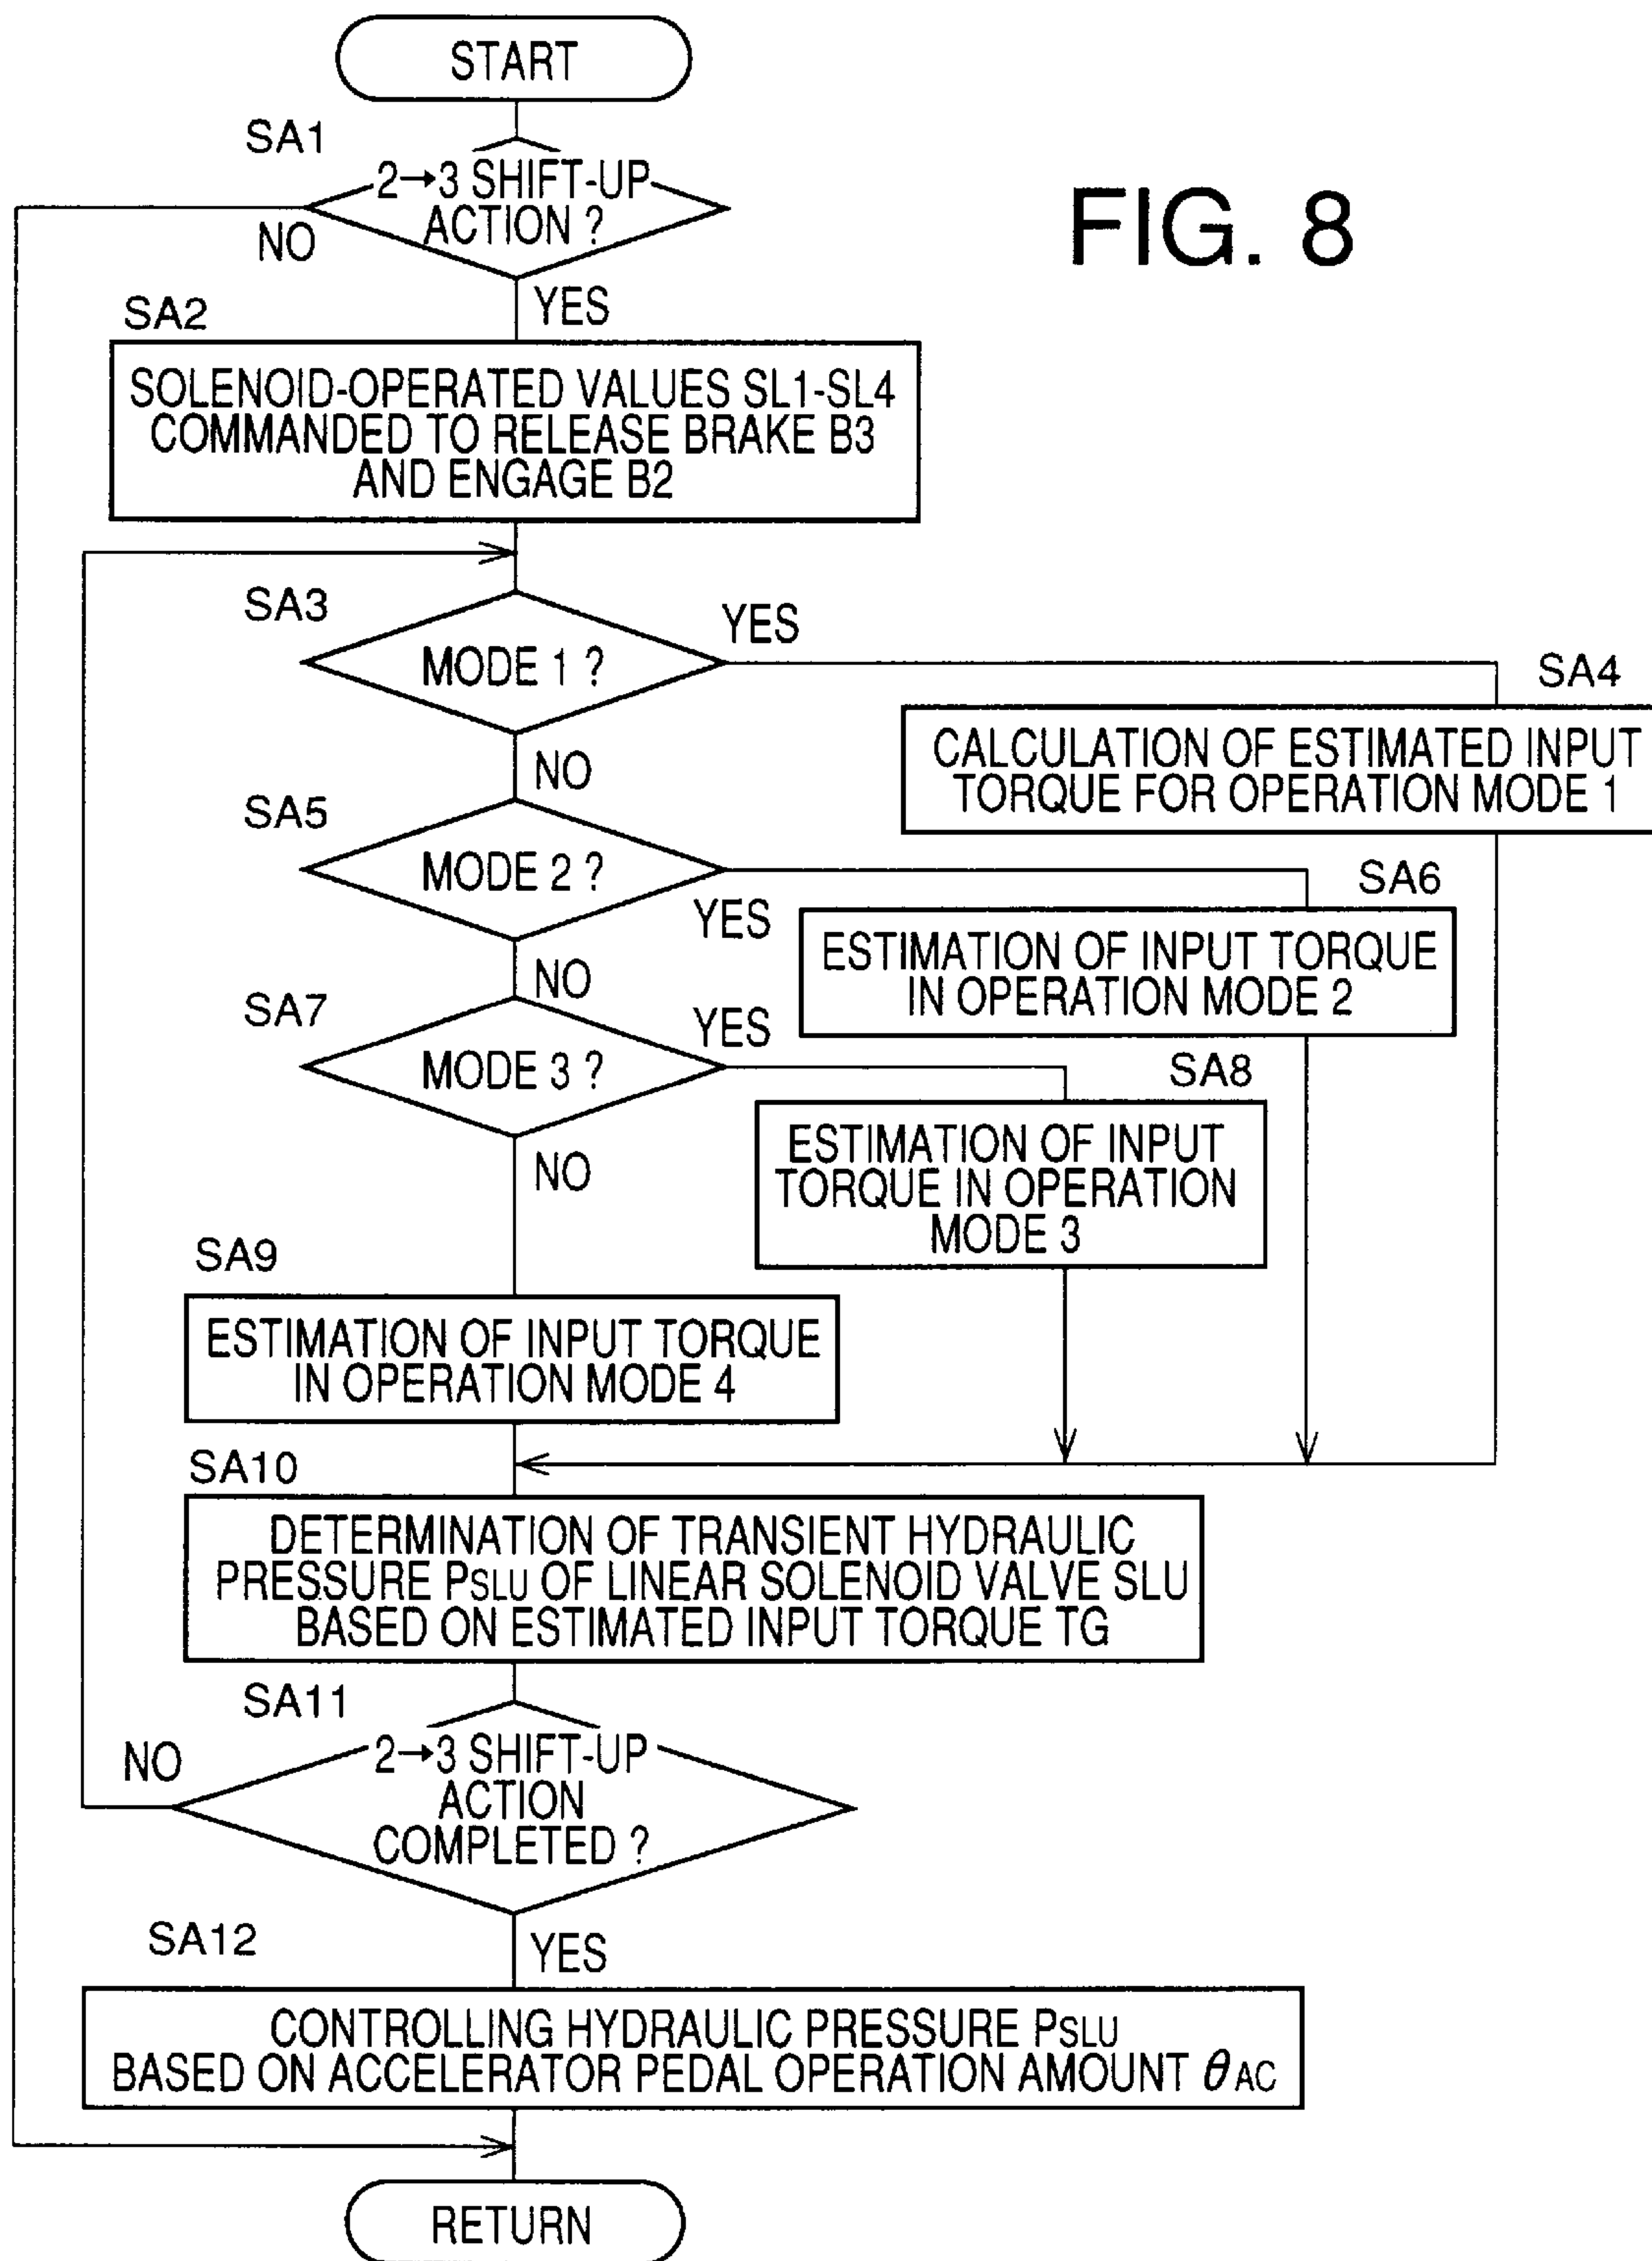 START
SA1
2→3 SHIFT-UP
ACTION ?
NO
YES
FIG. 8
SA2
SOLENOID-OPERATED VALUES SL1-SL4
COMMANDED TO RELEASE BRAKE B3
AND ENGAGE B2
SA3
MODE 1 ?
YES
NO
SA4
CALCULATION OF ESTIMATED INPUT
TORQUE FOR OPERATION MODE 1
SA5
MODE 2 ?
YES
NO
SA6
ESTIMATION OF INPUT TORQUE
IN OPERATION MODE 2
SA7
MODE 3 ?
YES
NO
SA8
ESTIMATION OF INPUT
TORQUE IN OPERATION
MODE 3
SA9
ESTIMATION OF INPUT TORQUE
IN OPERATION MODE 4
SA10
DETERMINATION OF TRANSIENT HYDRAULIC
PRESSURE PSLU OF LINEAR SOLENOID VALVE SLU
BASED ON ESTIMATED INPUT TORQUE TG
SA11
2→3 SHIFT-UP
ACTION
COMPLETED ?
NO
YES
SA12
CONTROLLING HYDRAULIC PRESSURE PSLU
BASED ON ACCELERATOR PEDAL OPERATION AMOUNT θAC
RETURN